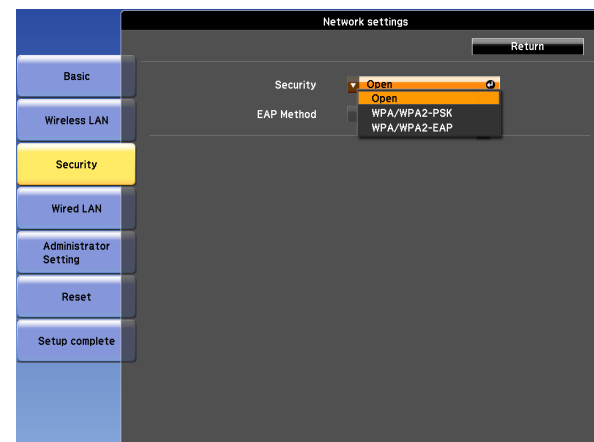 Network settings
Return
Basic
Wireless LAN
Security
Wired LAN
Administrator
Setting
Reset
Setup complete
Security
Open
Open
WPA/WPA2-PSK
WPA/WPA2-EAP
EAP Method